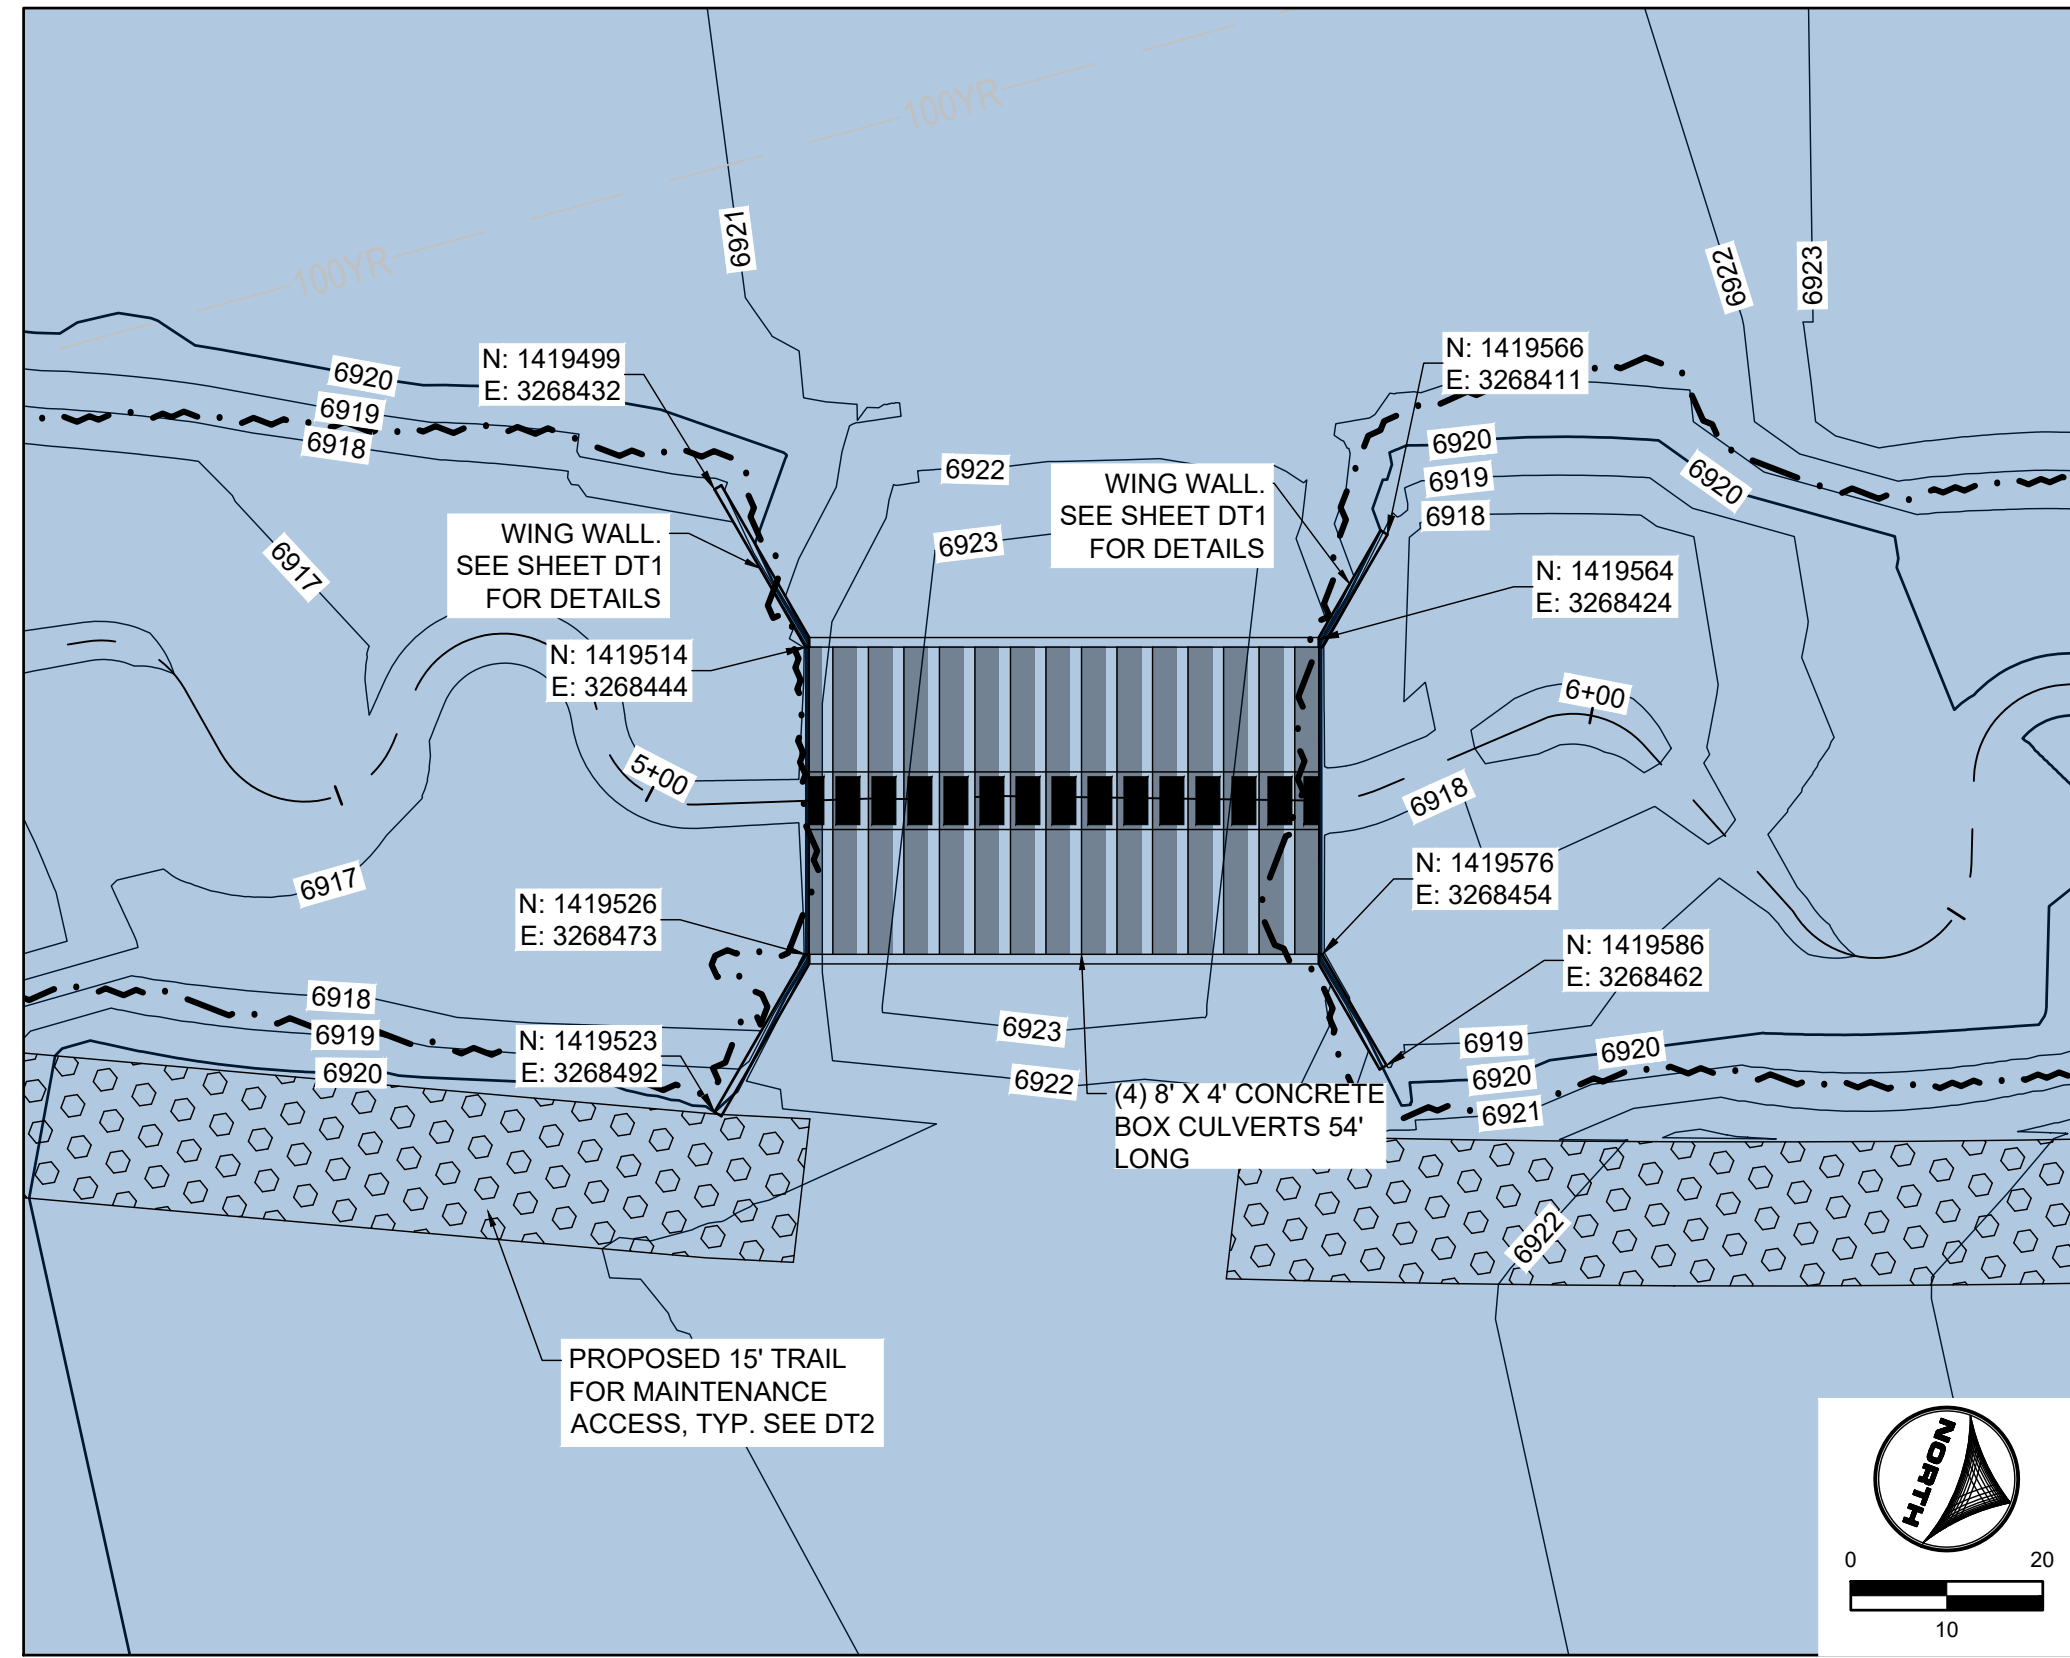 100YR
100YR
6921
6922
6923
N: 1419499
E: 3268432
N: 1419566
E: 3268411
6920
6919
6918
6920
6919
6918
6920
6922
WING WALL.
SEE SHEET DT1
FOR DETAILS
WING WALL.
SEE SHEET DT1
FOR DETAILS
6923
6917
N: 1419564
E: 3268424
N: 1419514
E: 3268444
6+00
5+00
6918
6917
N: 1419576
E: 3268454
N: 1419526
E: 3268473
N: 1419586
E: 3268462
6918
6919
6920
N: 1419523
E: 3268492
6923
6922
6919
6920
6920
6921
(4) 8' X 4' CONCRETE
BOX CULVERTS 54'
LONG
6922
PROPOSED 15' TRAIL
FOR MAINTENANCE
ACCESS, TYP. SEE DT2
NORTH
0
20
10